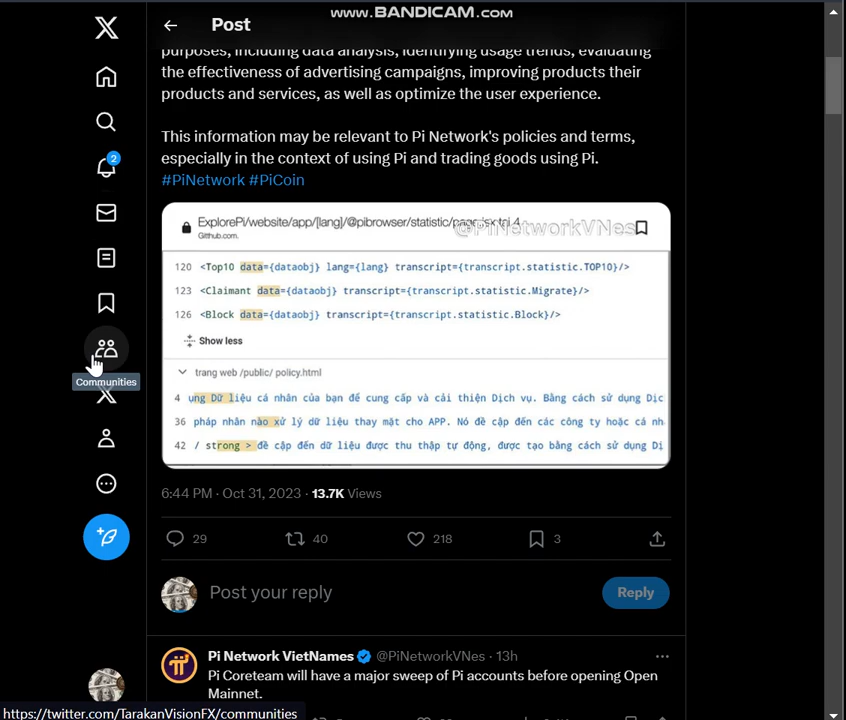 www.BANDICAM.com
Post
purposes, including data analysis, identifying usage trends, evaluating
the effectiveness of advertising campaigns, improving products their
products and services, as well as optimize the user experience.
This information may be relevant to Pi Network's policies and terms,
especially in the context of using Pi and trading goods using Pi.
#PiNetwork #PiCoin
ExplorePi/website/app/[lang]/@pibrowser/statistic/
@PiNetworkVNes
Github.com.
120 <Top10 data={dataobj} lang={lang} transcript={transcript.statistic.TOP10}/>
123 <Claimant data={dataobj} transcript={transcript.statistic.Migrate}/>
126 <Block data={dataobj} transcript={transcript.statistic.Block}/>
Show less
trang web /public/ policy.html
4 ụng Dữ liệu cá nhân của bạn để cung cấp và cải thiện Dịch vụ. Bằng cách sử dụng Dịc
36 pháp nhân nào xử lý dữ liệu thay mặt cho APP. Nó đề cập đến các công ty hoặc cá nh
42 / strong > đề cập đến dữ liệu được thu thập tự động, được tạo bằng cách sử dụng Dị
6:44 PM · Oct 31, 2023 · 13.7K Views
29 40 218 3
Post your reply
Reply
Pi Network VietNames @PiNetworkVNes · 13h
Pi Coreteam will have a major sweep of Pi accounts before opening Open
Mainnet.
2
Communities
https://twitter.com/TarakanVisionFX/communities